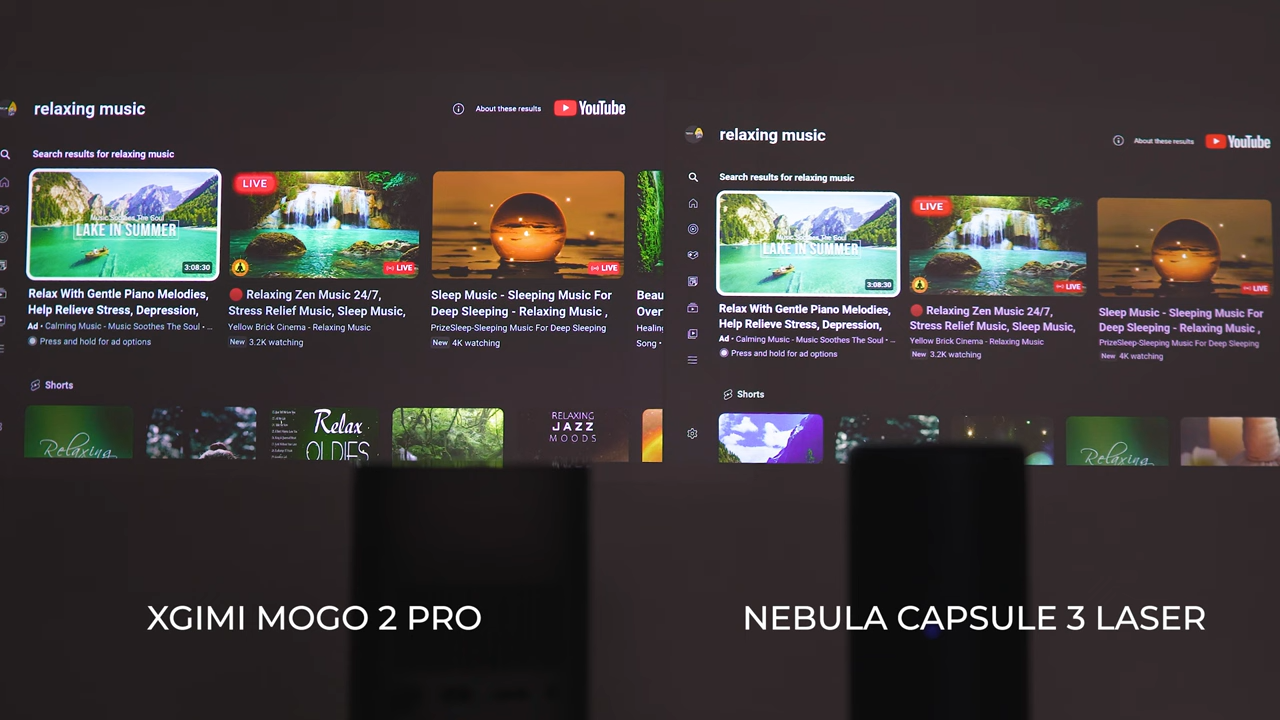 relaxing music
About these results
YouTube
Search results for relaxing music
Music Soothes The Soul
LAKE IN SUMMER
3:08:30
LIVE
LIVE
LIVE
Relax With Gentle Piano Melodies,
Help Relieve Stress, Depression,
Ad • Calming Music - Music Soothes The Soul • ...
Press and hold for ad options
Relaxing Zen Music 24/7,
Stress Relief Music, Sleep Music,
Yellow Brick Cinema - Relaxing Music
New 3.2K watching
Sleep Music - Sleeping Music For
Deep Sleeping - Relaxing Music ,
PrizeSleep-Sleeping Music For Deep Sleeping
New 4K watching
Beau
Over
Healing
Song •
Shorts
Relaxing
Relax
OLDIES
RELAXING
JAZZ
MOODS
XGIMI MOGO 2 PRO
relaxing music
About these results
YouTube
Search results for relaxing music
LAKE IN SUMMER
3:08:30
LIVE
LIVE
LIVE
Relax With Gentle Piano Melodies,
Help Relieve Stress, Depression,
Ad • Calming Music - Music Soothes The Soul • ...
Press and hold for ad options
Relaxing Zen Music 24/7,
Stress Relief Music, Sleep Music,
Yellow Brick Cinema - Relaxing Music
New 3.2K watching
Sleep Music - Sleeping Music For
Deep Sleeping - Relaxing Music ,
PrizeSleep-Sleeping Music For Deep Sleeping
New 4K watching
Shorts
Relaxing
NEBULA CAPSULE 3 LASER